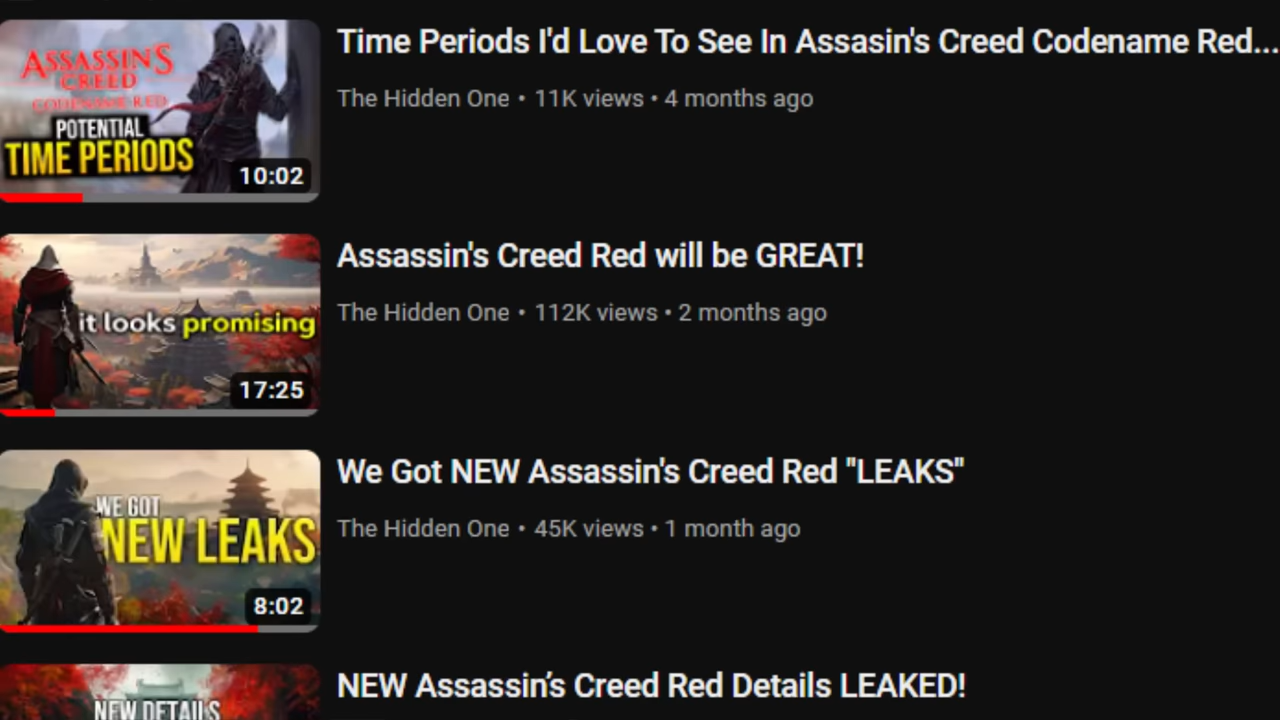 ASSASSIN'S
CREED
CODENAME RED
POTENTIAL
TIME PERIODS
10:02
Time Periods I'd Love To See In Assasin's Creed Codename Red...
The Hidden One • 11K views • 4 months ago
it looks promising
17:25
Assassin's Creed Red will be GREAT!
The Hidden One • 112K views • 2 months ago
WE GOT
NEW LEAKS
8:02
We Got NEW Assassin's Creed Red "LEAKS"
The Hidden One • 45K views • 1 month ago
NEW DETAILS
NEW Assassin’s Creed Red Details LEAKED!